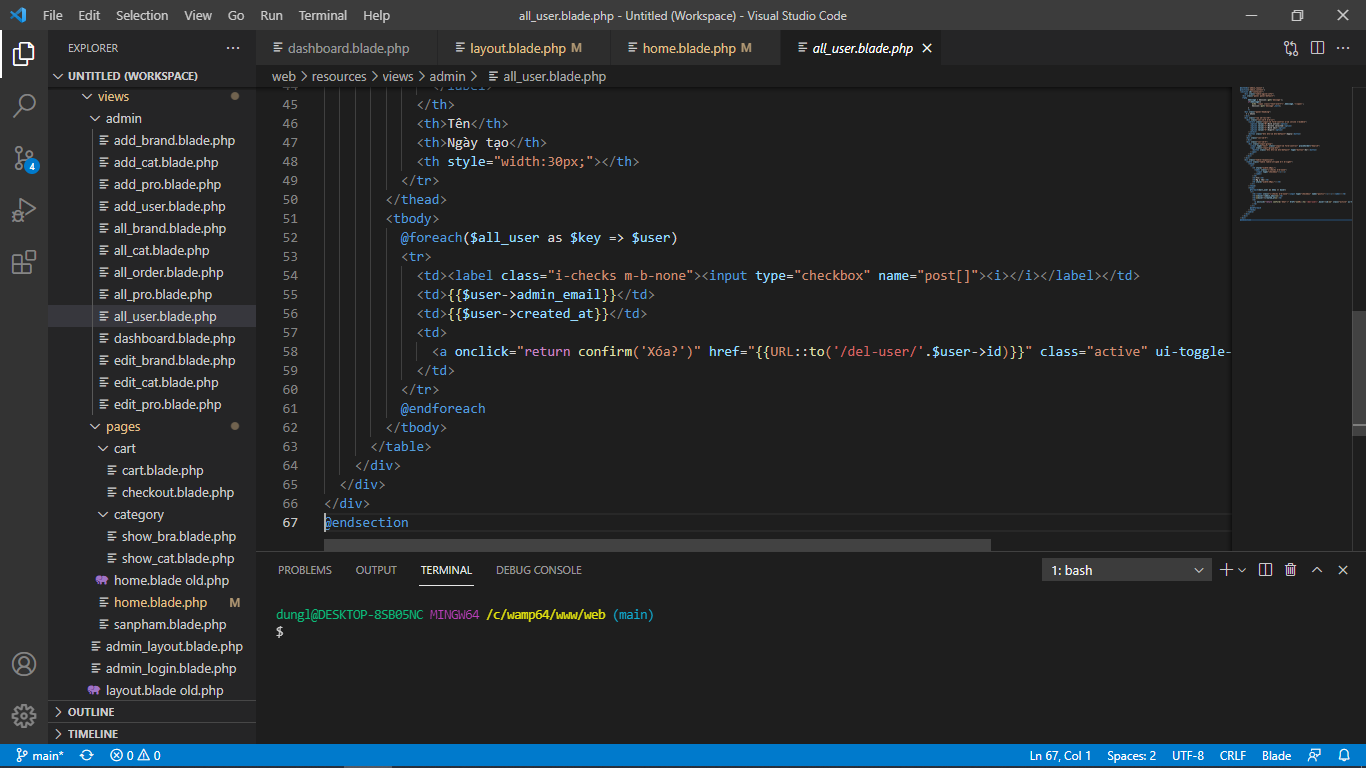 File Edit Selection View Go Run Terminal Help
all_user.blade.php - Untitled (Workspace) - Visual Studio Code
EXPLORER
UNTITLED (WORKSPACE)
views
admin
add_brand.blade.php
add_cat.blade.php
add_pro.blade.php
add_user.blade.php
all_brand.blade.php
all_cat.blade.php
all_order.blade.php
all_pro.blade.php
all_user.blade.php
dashboard.blade.php
edit_brand.blade.php
edit_cat.blade.php
edit_pro.blade.php
pages
cart
cart.blade.php
checkout.blade.php
category
show_bra.blade.php
show_cat.blade.php
home.blade old.php
home.blade.php M
sanpham.blade.php
admin_layout.blade.php
admin_login.blade.php
layout.blade old.php
OUTLINE
TIMELINE
4
dashboard.blade.php layout.blade.php M home.blade.php M all_user.blade.php
web > resources > views > admin > all_user.blade.php
44 </label>
45 </th>
46 <th>Tên</th>
47 <th>Ngày tạo</th>
48 <th style="width:30px;"></th>
49 </tr>
50 </thead>
51 <tbody>
52 @foreach($all_user as $key => $user)
53 <tr>
54 <td><label class="i-checks m-b-none"><input type="checkbox" name="post[]"><i></i></label></td>
55 <td>{{$user->admin_email}}</td>
56 <td>{{$user->created_at}}</td>
57 <td>
58 <a onclick="return confirm('Xóa?')" href="{{URL::to('/del-user/'.$user->id)}}" class="active" ui-toggle-
59 </td>
60 </tr>
61 @endforeach
62 </tbody>
63 </table>
64 </div>
65 </div>
66 </div>
67 @endsection
PROBLEMS OUTPUT TERMINAL DEBUG CONSOLE
1: bash
dungl@DESKTOP-8SB05NC MINGW64 /c/wamp64/www/web (main)
$
main* 0 0
Ln 67, Col 1 Spaces: 2 UTF-8 CRLF Blade